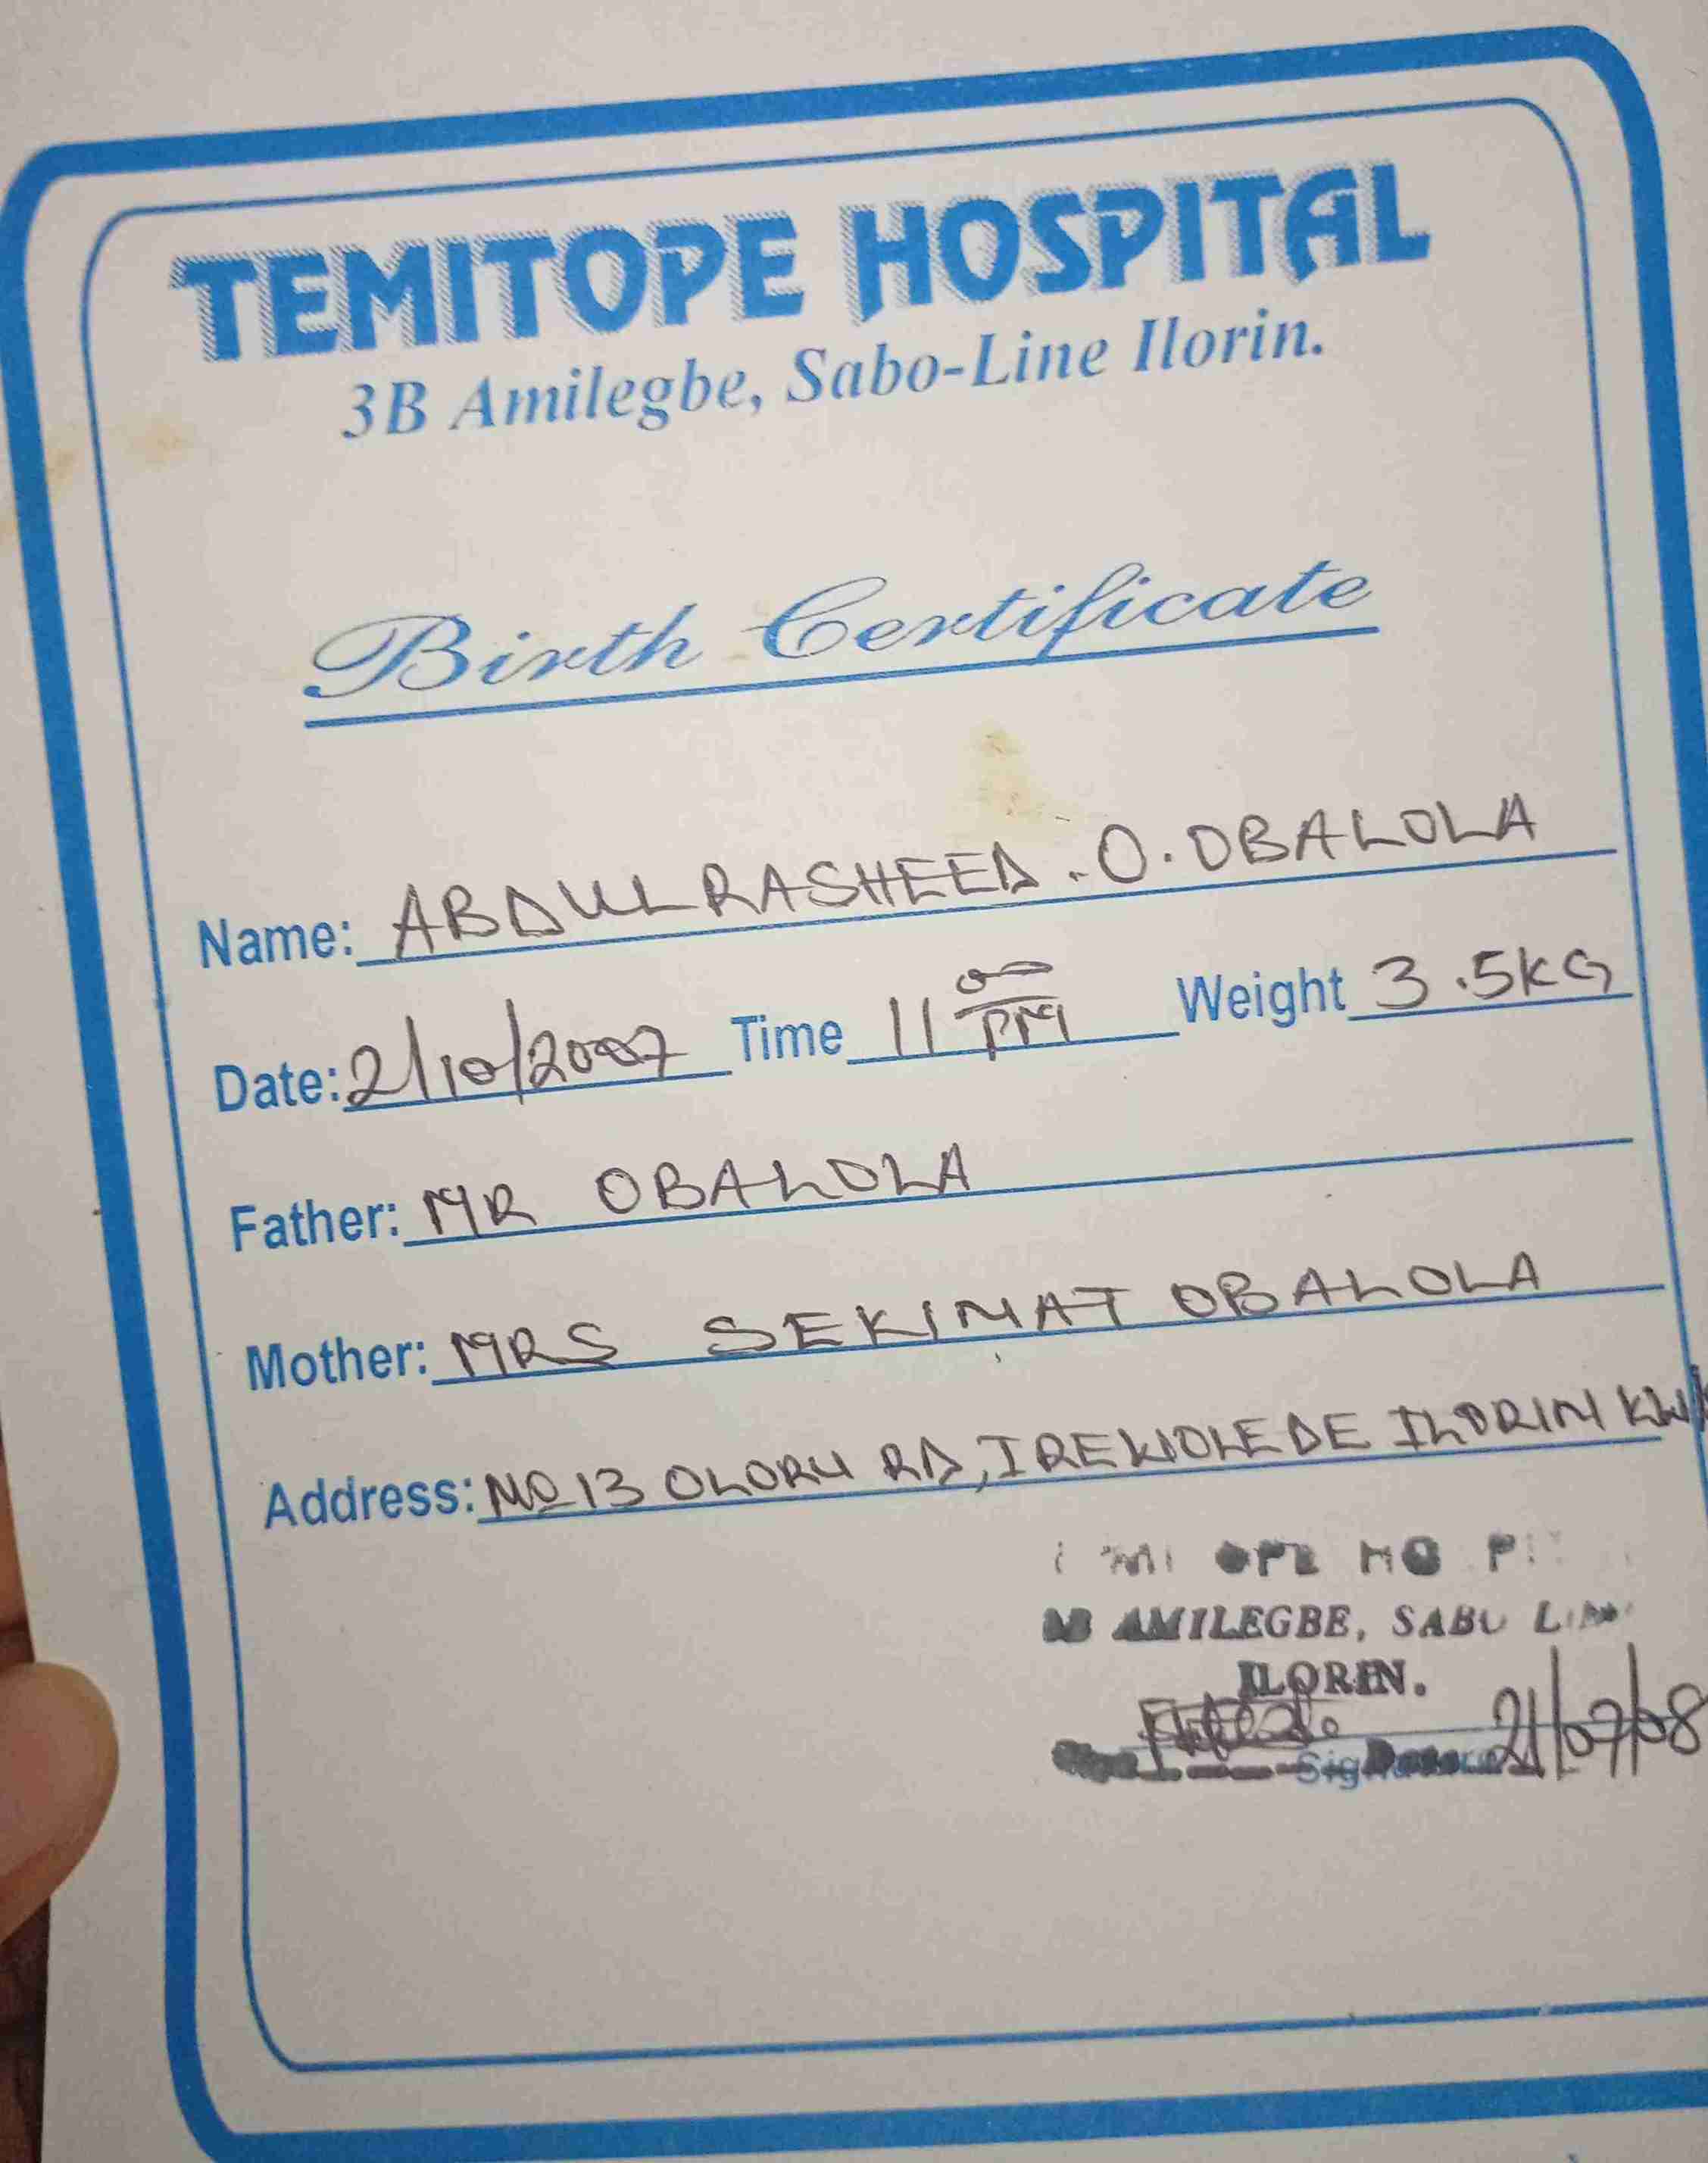 TEMITOPE HOSPITAL
3B Amilegbe, Sabo-Line Ilorin.
Birth Certificate
Name: ABDULRASHEED. O. OBALOLA
Date: 2/10/2007 Time 11 00 PM Weight 3.5KG
Father: MR OBALOLA
Mother: MRS SEKINAT OBALOLA
Address: NO 13 OLORU RD, IREWOLEDE ILORIN KW
AMILEGBE, SABO
ILORIN.
21/07/08